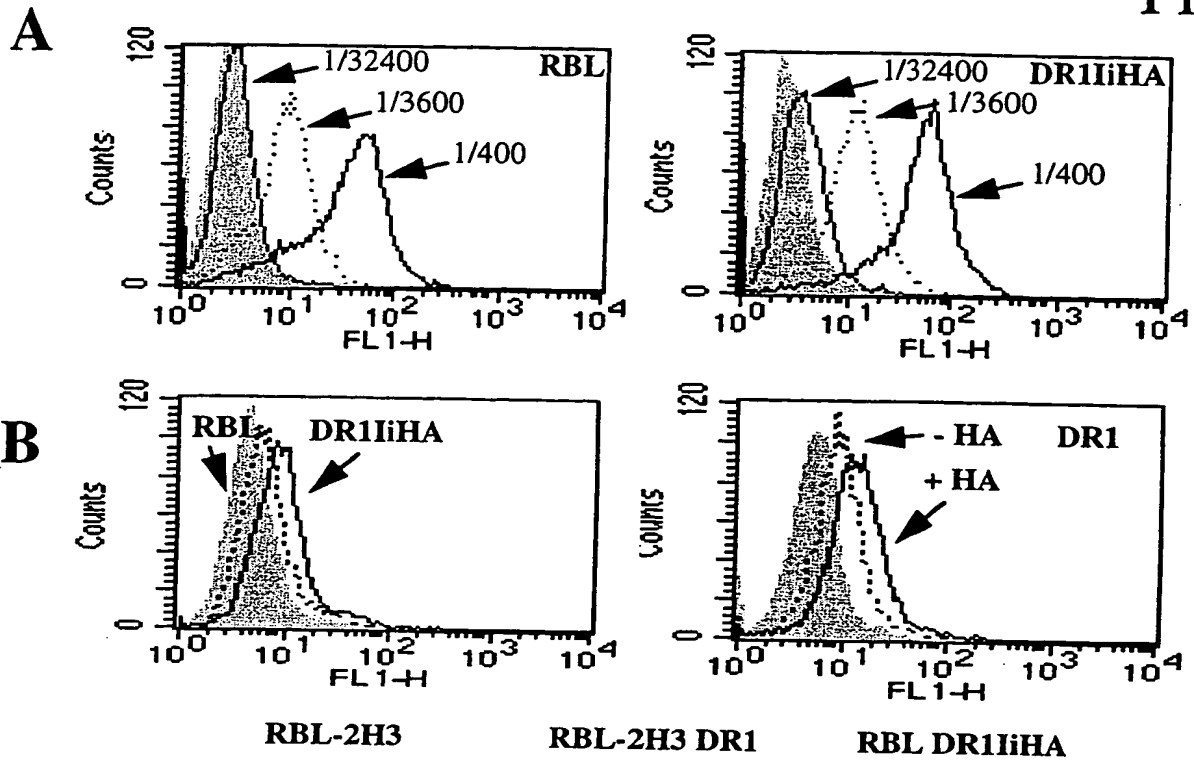 A
120
1/32400
RBL
1/3600
1/400
Counts
0
10^0 10^1 10^2 10^3 10^4
FL1-H
120
1/32400
DR1IiHA
1/3600
1/400
Counts
0
10^0 10^1 10^2 10^3 10^4
FL1-H
B
120
RBL
DR1IiHA
Counts
0
10^0 10^1 10^2 10^3 10^4
FL1-H
120
- HA
DR1
+ HA
Counts
0
10^0 10^1 10^2 10^3 10^4
FL1-H
RBL-2H3
RBL-2H3 DR1
RBL DR1IiHA